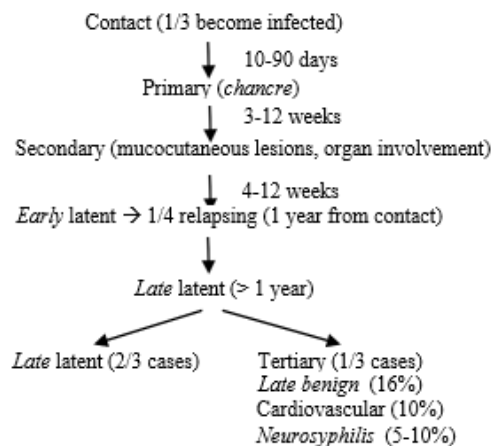 Contact (1/3 become infected)
10-90 days
Primary (chancre)
3-12 weeks
Secondary (mucocutaneous lesions, organ involvement)
4-12 weeks
Early latent → 1/4 relapsing (1 year from contact)
Late latent (> 1 year)
Late latent (2/3 cases)
Tertiary (1/3 cases)
Late benign (16%)
Cardiovascular (10%)
Neurosyphilis (5-10%)